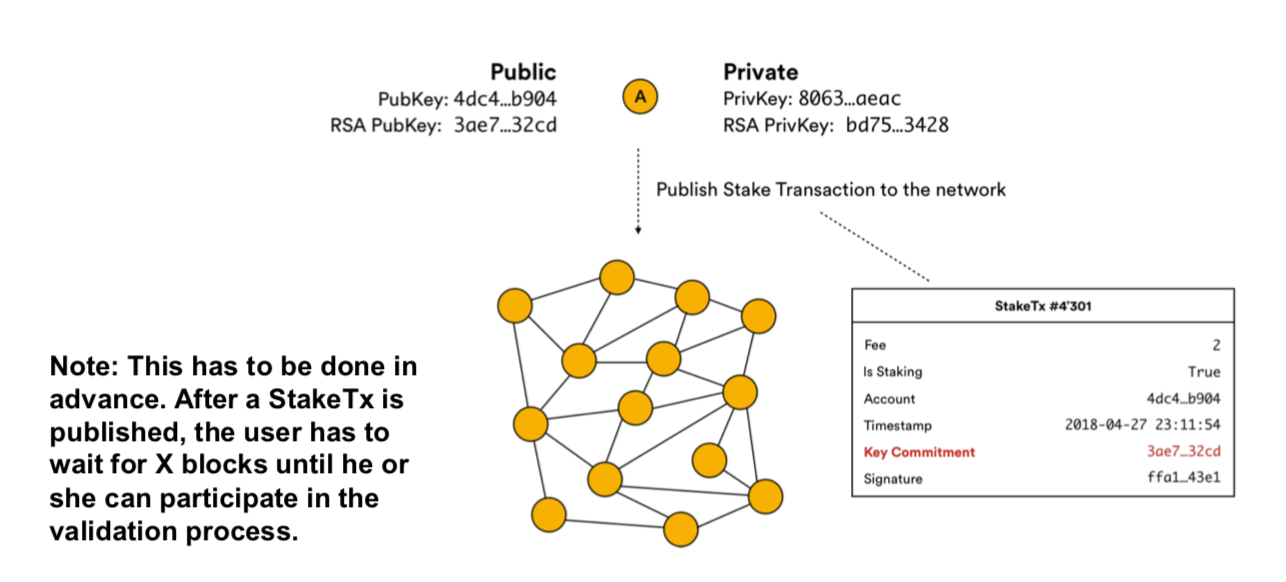 Public
PubKey: 4dc4...b904
RSA PubKey: 3ae7...32cd
A
Private
PrivKey: 8063...aeac
RSA PrivKey: bd75...3428
Publish Stake Transaction to the network
Note: This has to be done in
advance. After a StakeTx is
published, the user has to
wait for X blocks until he or
she can participate in the
validation process.
StakeTx #4'301
Fee 2
Is Staking True
Account 4dc4...b904
Timestamp 2018-04-27 23:11:54
Key Commitment 3ae7...32cd
Signature ffa1...43e1